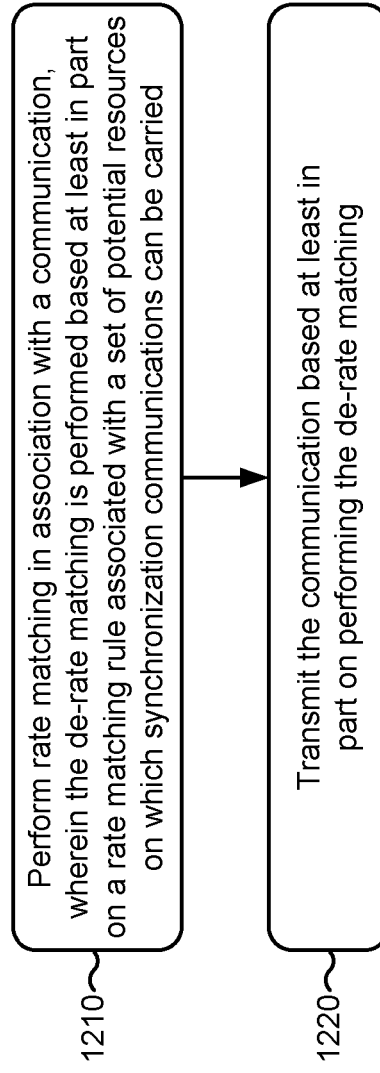 1210
Perform rate matching in association with a communication,
wherein the de-rate matching is performed based at least in part
on a rate matching rule associated with a set of potential resources
on which synchronization communications can be carried
1220
Transmit the communication based at least in
part on performing the de-rate matching